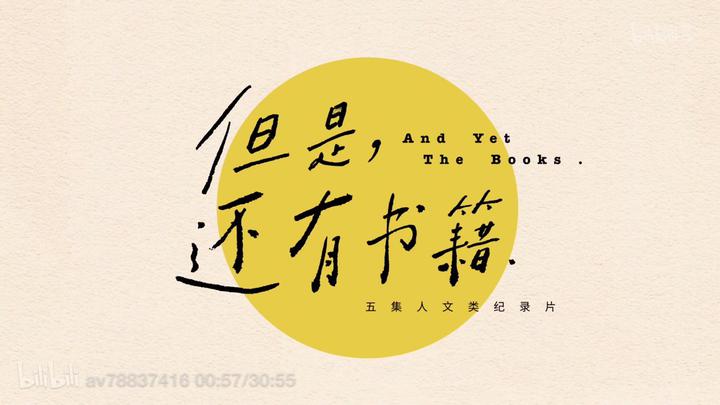 bilibili
但是，
And Yet
The Books .
还有书籍.
五集人文类纪录片
bilibili av78837416 00:57/30:55